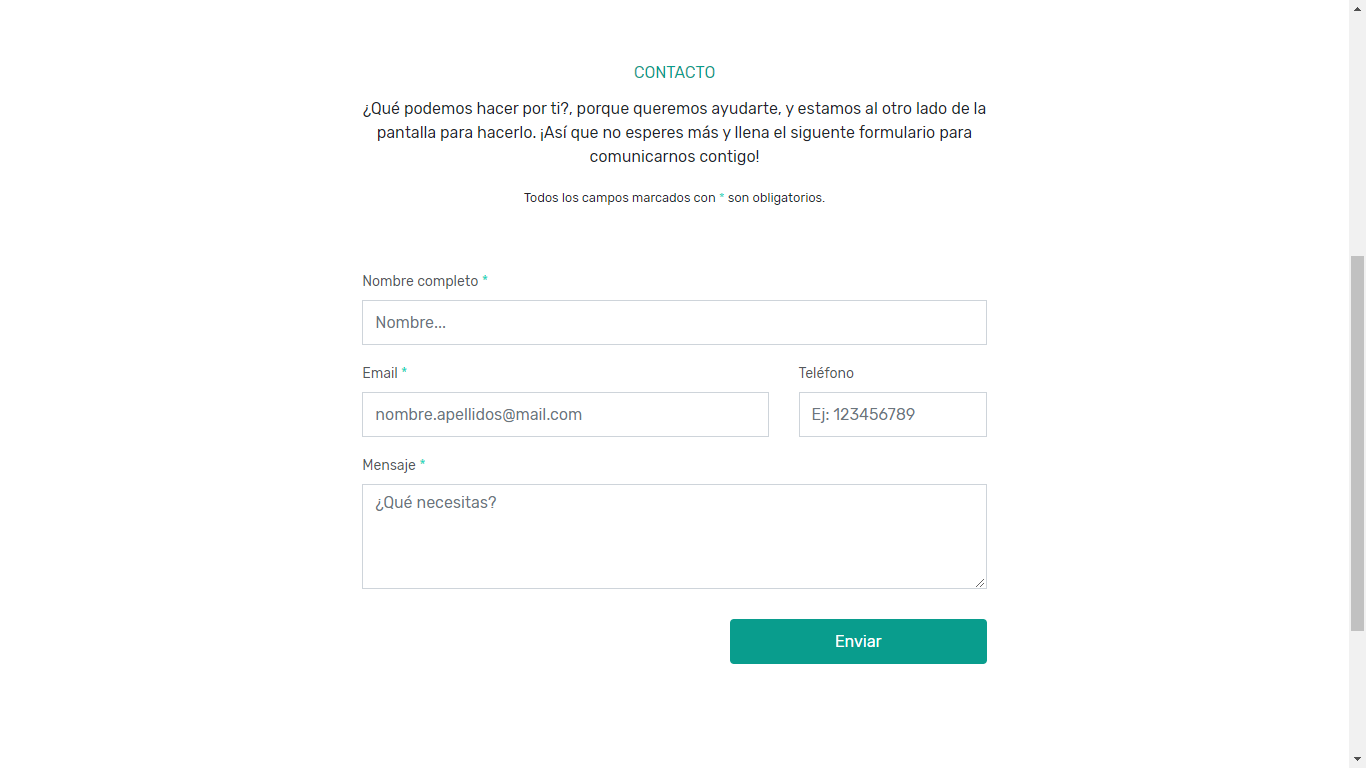 CONTACTO
¿Qué podemos hacer por ti?, porque queremos ayudarte, y estamos al otro lado de la
pantalla para hacerlo. ¡Así que no esperes más y llena el siguente formulario para
comunicarnos contigo!
Todos los campos marcados con * son obligatorios.
Nombre completo *
Nombre...
Email *
Teléfono
nombre.apellidos@mail.com
Ej: 123456789
Mensaje *
¿Qué necesitas?
Enviar